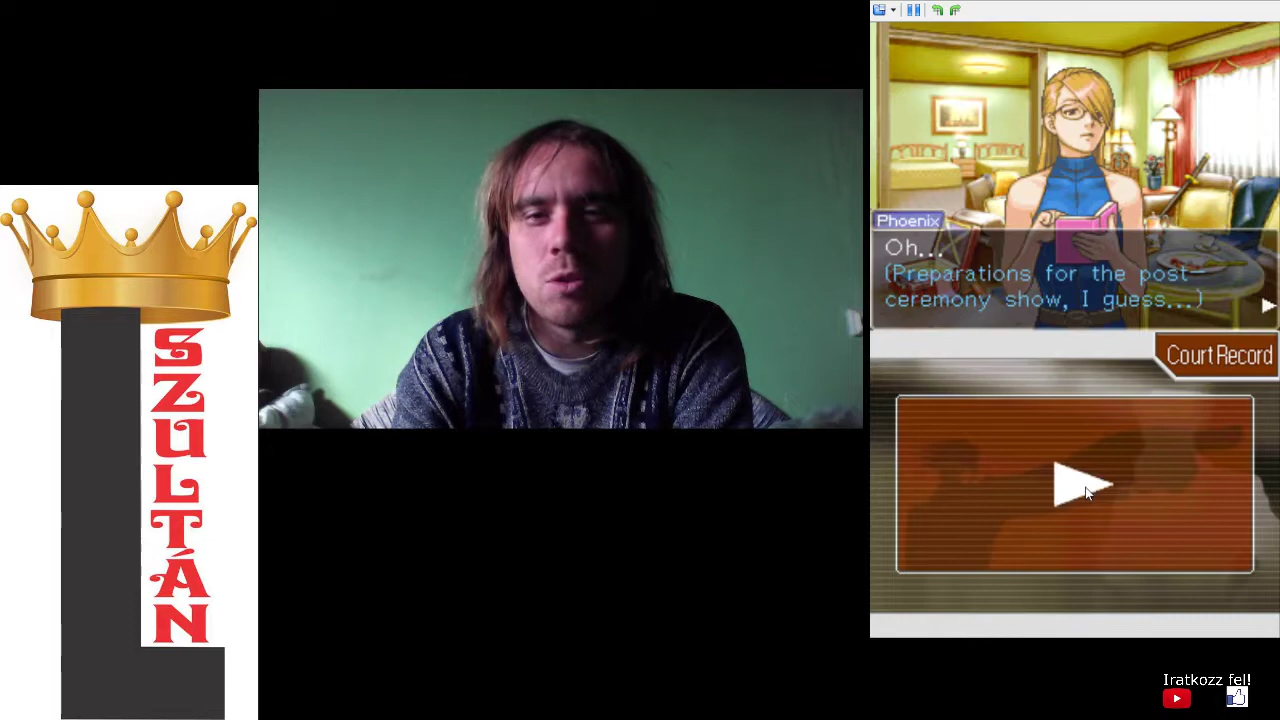 SZULTÁN
Phoenix
Oh...
(Preparations for the post-
ceremony show, I guess...)
Court Record
Iratkozz fel!